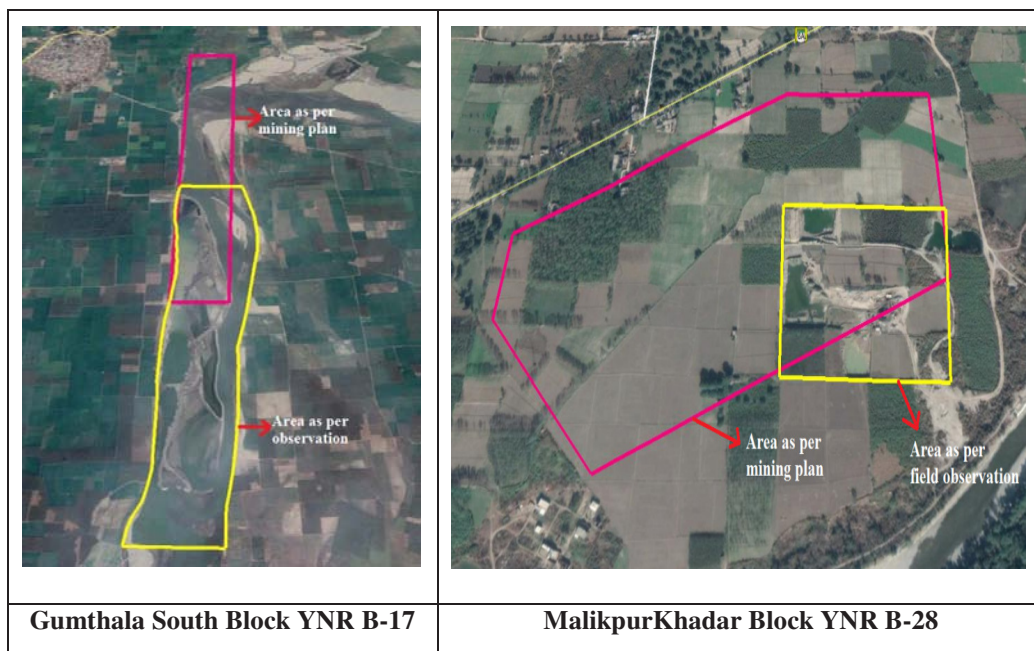 Area as per
mining plan
Area as per
observation
Area as per
mining plan
Area as per
field observation
Gumthala South Block YNR B-17
MalikpurKhadar Block YNR B-28